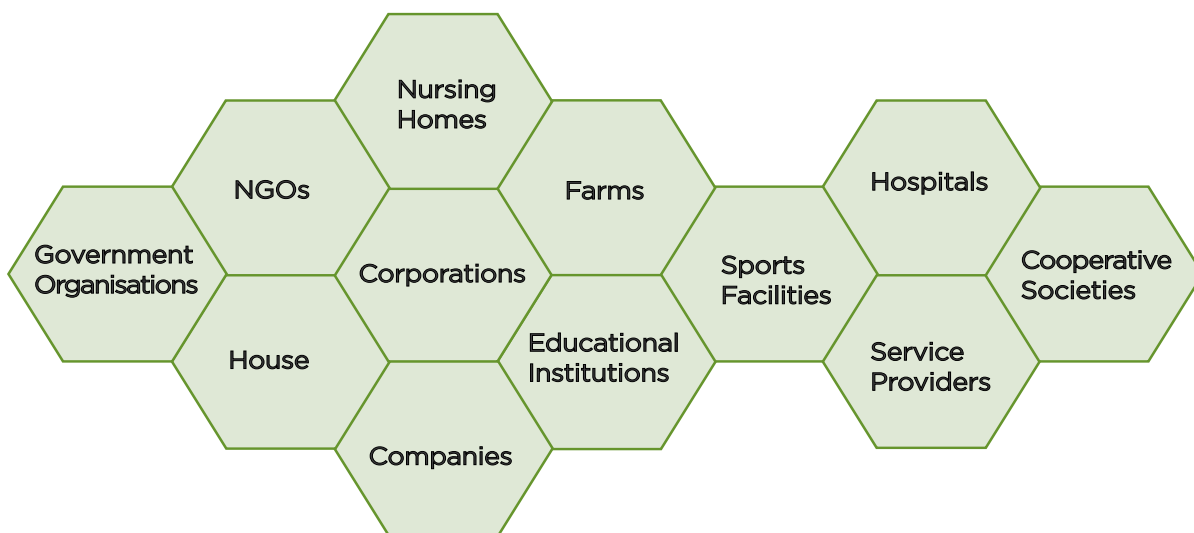 Nursing
Homes
NGOs
Farms
Hospitals
Government
Organisations
Corporations
Sports
Facilities
Cooperative
Societies
House
Educational
Institutions
Service
Providers
Companies